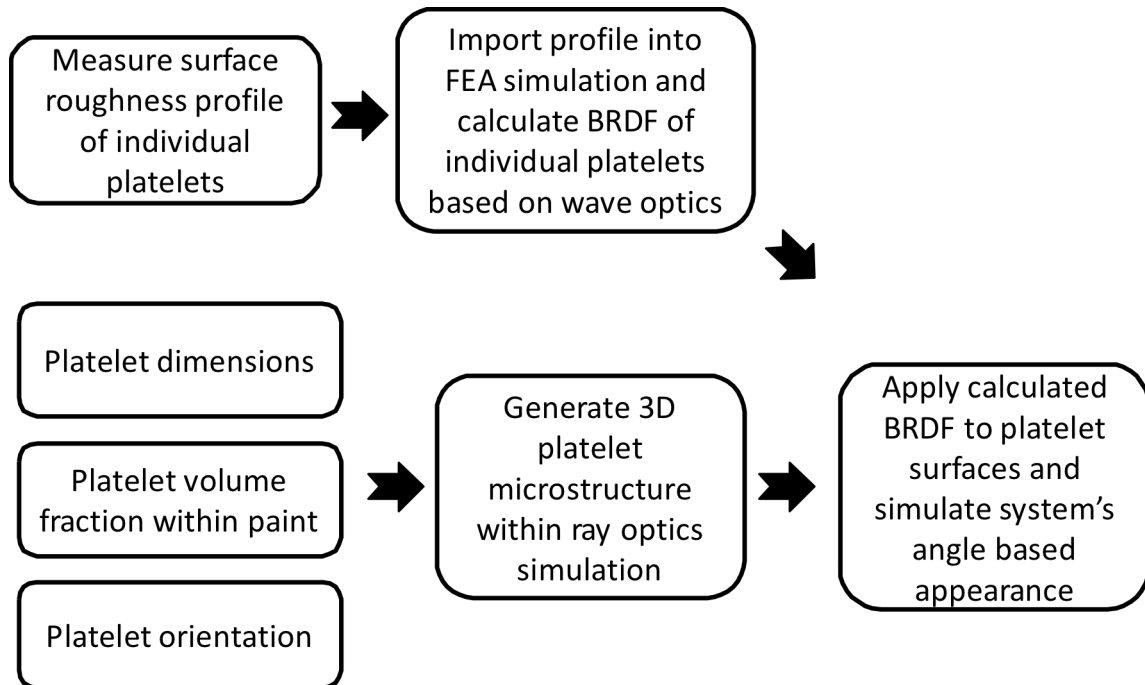 Measure surface
roughness profile
of individual
platelets
Import profile into
FEA simulation and
calculate BRDF of
individual platelets
based on wave optics
Platelet dimensions
Platelet volume
fraction within paint
Platelet orientation
Generate 3D
platelet
microstructure
within ray optics
simulation
Apply calculated
BRDF to platelet
surfaces and
simulate system’s
angle based
appearance